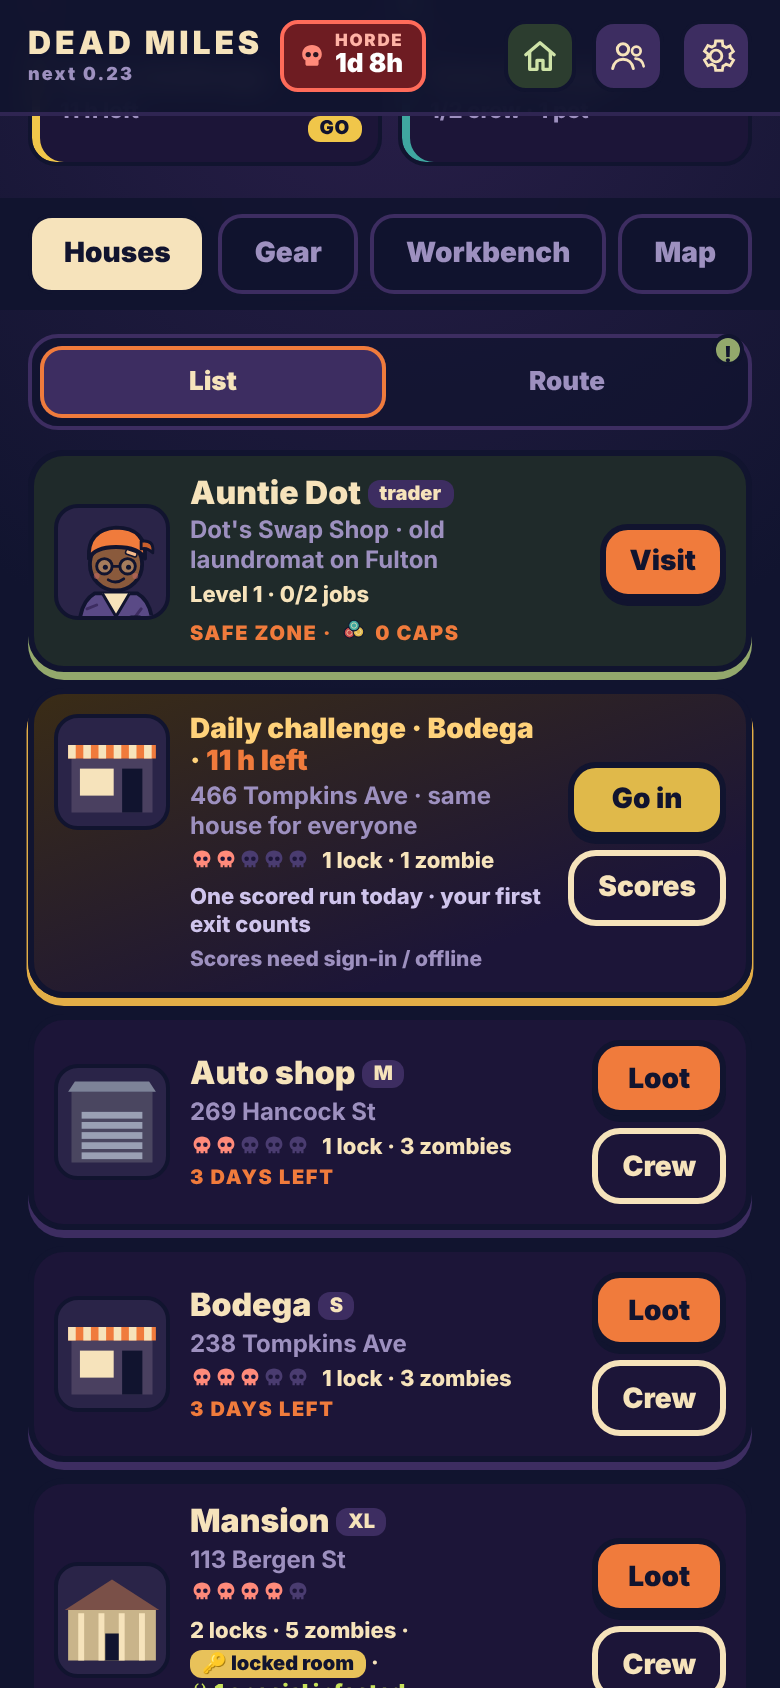 DEAD MILES
next 0.23
HORDE
1d 8h
GO
Houses
Gear
Workbench
Map
List
Route
!
Auntie Dot trader
Dot's Swap Shop · old
laundromat on Fulton
Level 1 · 0/2 jobs
SAFE ZONE · 0 CAPS
Visit
Daily challenge · Bodega
· 11 h left
466 Tompkins Ave · same
house for everyone
1 lock · 1 zombie
One scored run today · your first
exit counts
Scores need sign-in / offline
Go in
Scores
Auto shop M
269 Hancock St
1 lock · 3 zombies
3 DAYS LEFT
Loot
Crew
Bodega S
238 Tompkins Ave
1 lock · 3 zombies
3 DAYS LEFT
Loot
Crew
Mansion XL
113 Bergen St
2 locks · 5 zombies ·
locked room ·
Loot
Crew